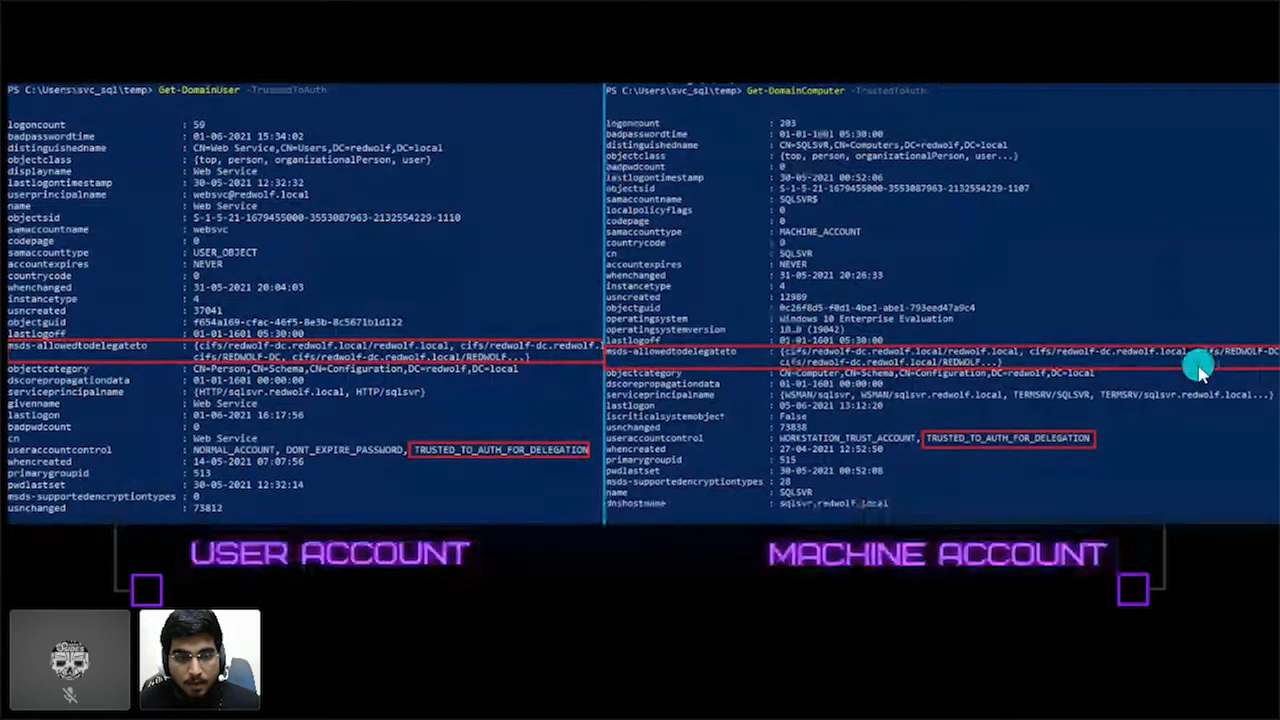 PS C:\Users\svc_sql\temp> Get-DomainUser -TrustedToAuth
logoncount : 59
badpasswordtime : 01-06-2021 15:34:02
distinguishedname : CN=Web Service,CN=Users,DC=redwolf,DC=local
objectclass : {top, person, organizationalPerson, user}
displayname : Web Service
lastlogontimestamp : 30-05-2021 12:32:32
userprincipalname : websvc@redwolf.local
name : Web Service
objectsid : S-1-5-21-1679455000-3553087963-2132554229-1110
samaccountname : websvc
codepage : 0
samaccounttype : USER_OBJECT
accountexpires : NEVER
countrycode : 0
whenchanged : 31-05-2021 20:04:03
instancetype : 4
usncreated : 37041
objectguid : f654a169-cfac-46f5-8e3b-8c5671b1d122
lastlogoff : 01-01-1601 05:30:00
msds-allowedtodelegateto : {cifs/redwolf-dc.redwolf.local/redwolf.local, cifs/redwolf-dc.redwolf.l
cifs/REDWOLF-DC, cifs/redwolf-dc.redwolf.local/REDWOLF...}
objectcategory : CN=Person,CN=Schema,CN=Configuration,DC=redwolf,DC=local
dscorepropagationdata : 01-01-1601 00:00:00
serviceprincipalname : {HTTP/sqlsvr.redwolf.local, HTTP/sqlsvr}
givenname : Web Service
lastlogon : 01-06-2021 16:17:56
badpwdcount : 0
cn : Web Service
useraccountcontrol : NORMAL_ACCOUNT, DONT_EXPIRE_PASSWORD, TRUSTED_TO_AUTH_FOR_DELEGATION
whencreated : 14-05-2021 07:07:56
primarygroupid : 513
pwdlastset : 30-05-2021 12:32:14
msds-supportedencryptiontypes : 0
usnchanged : 73812
USER ACCOUNT
PS C:\Users\svc_sql\temp> Get-DomainComputer -TrustedToAuth
logoncount : 203
badpasswordtime : 01-01-1601 05:30:00
distinguishedname : CN=SQLSVR,CN=Computers,DC=redwolf,DC=local
objectclass : {top, person, organizationalPerson, user...}
badpwdcount : 0
lastlogontimestamp : 30-05-2021 00:52:06
objectsid : S-1-5-21-1679455000-3553087963-2132554229-1107
samaccountname : SQLSVR$
localpolicyflags : 0
codepage : 0
samaccounttype : MACHINE_ACCOUNT
countrycode : 0
cn : SQLSVR
accountexpires : NEVER
whenchanged : 31-05-2021 20:26:33
instancetype : 4
usncreated : 12989
objectguid : 0c26f8d5-f0d1-4be1-abe1-793eed47a9c4
operatingsystem : Windows 10 Enterprise Evaluation
operatingsystemversion : 10.0 (19042)
lastlogoff : 01-01-1601 05:30:00
msds-allowedtodelegateto : {cifs/redwolf-dc.redwolf.local/redwolf.local, cifs/redwolf-dc.redwolf.local, cifs/REDWOLF-DC
cifs/redwolf-dc.redwolf.local/REDWOLF...}
objectcategory : CN=Computer,CN=Schema,CN=Configuration,DC=redwolf,DC=local
dscorepropagationdata : 01-01-1601 00:00:00
serviceprincipalname : {WSMAN/sqlsvr, WSMAN/sqlsvr.redwolf.local, TERMSRV/SQLSVR, TERMSRV/sqlsvr.redwolf.local...}
lastlogon : 05-06-2021 13:12:20
iscriticalsystemobject : False
usnchanged : 73838
useraccountcontrol : WORKSTATION_TRUST_ACCOUNT, TRUSTED_TO_AUTH_FOR_DELEGATION
whencreated : 27-04-2021 12:52:50
primarygroupid : 515
pwdlastset : 30-05-2021 00:52:08
msds-supportedencryptiontypes : 28
name : SQLSVR
dnshostname : sqlsvr.redwolf.local
MACHINE ACCOUNT